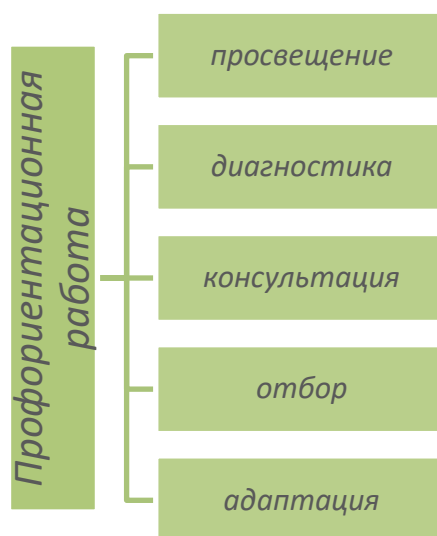 Профориентационная
работа
просвещение
диагностика
консультация
отбор
адаптация